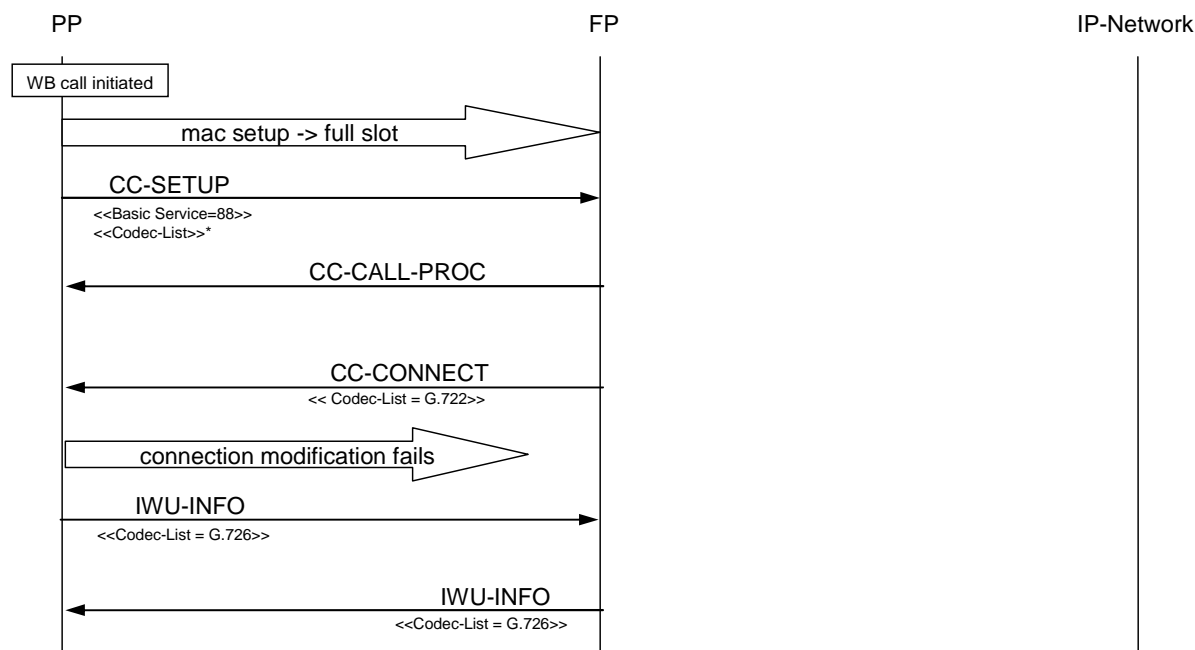 PP FP IP-Network
WB call initiated
mac setup -> full slot
CC-SETUP
<<Basic Service=88>>
<<Codec-List>>*
CC-CALL-PROC
CC-CONNECT
<< Codec-List = G.722>>
connection modification fails
IWU-INFO
<<Codec-List = G.726>>
IWU-INFO
<<Codec-List = G.726>>